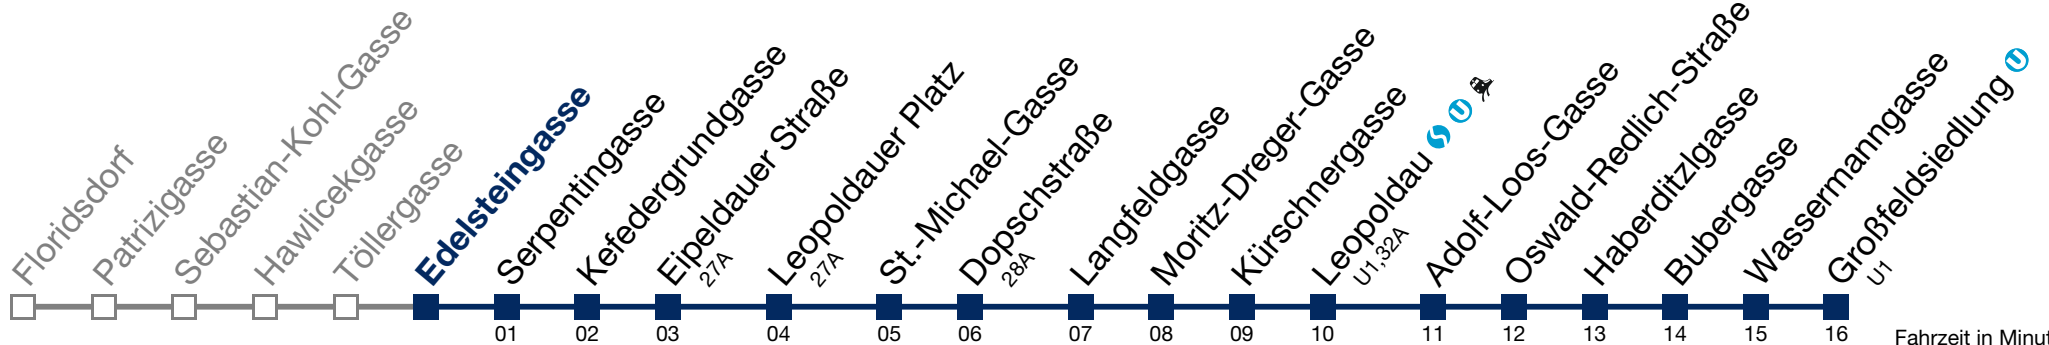 Floridsdorf
Patrizigasse
Sebastian-Kohl-Gasse
Hawlicekgasse
Töllergasse
Edelsteingasse
Serpentingasse
Kefedergrundgasse
Eipeldauer Straße
27A
Leopoldauer Platz
27A
St.-Michael-Gasse
Dopschstraße
28A
Langfeldgasse
Moritz-Dreger-Gasse
Kürschnergasse
Leopoldau
U1,32A
Adolf-Loos-Gasse
Oswald-Redlich-Straße
Haberditzlgasse
Bubergasse
Wassermanngasse
Großfeldsiedlung U
U1
01 02 03 04 05 06 07 08 09 10 11 12 13 14 15 16
Fahrzeit in Minut